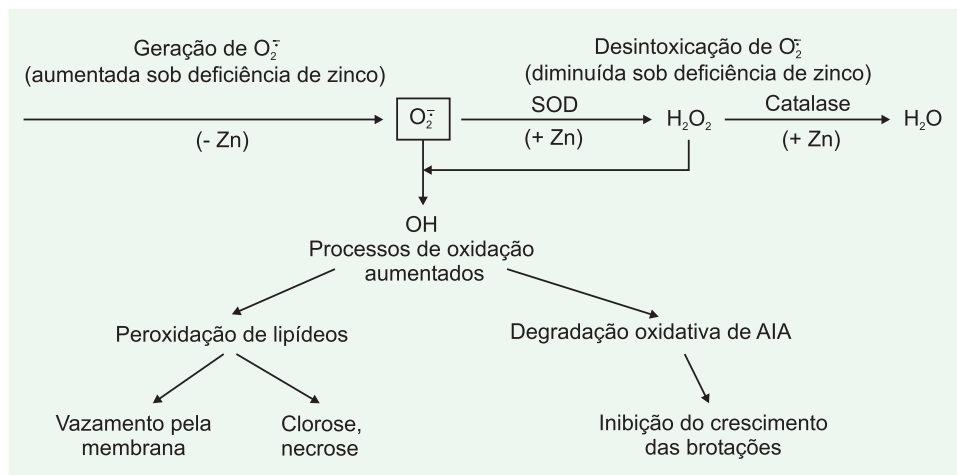 Geração de O₂⁻
(aumentada sob deficiência de zinco)
Desintoxicação de O₂⁻
(diminuída sob deficiência de zinco)
(- Zn)
O₂⁻
SOD
(+ Zn)
H₂O₂
Catalase
(+ Zn)
H₂O
OH
Processos de oxidação
aumentados
Peroxidação de lipídeos
Degradação oxidativa de AIA
Vazamento pela
membrana
Clorose,
necrose
Inibição do crescimento
das brotações